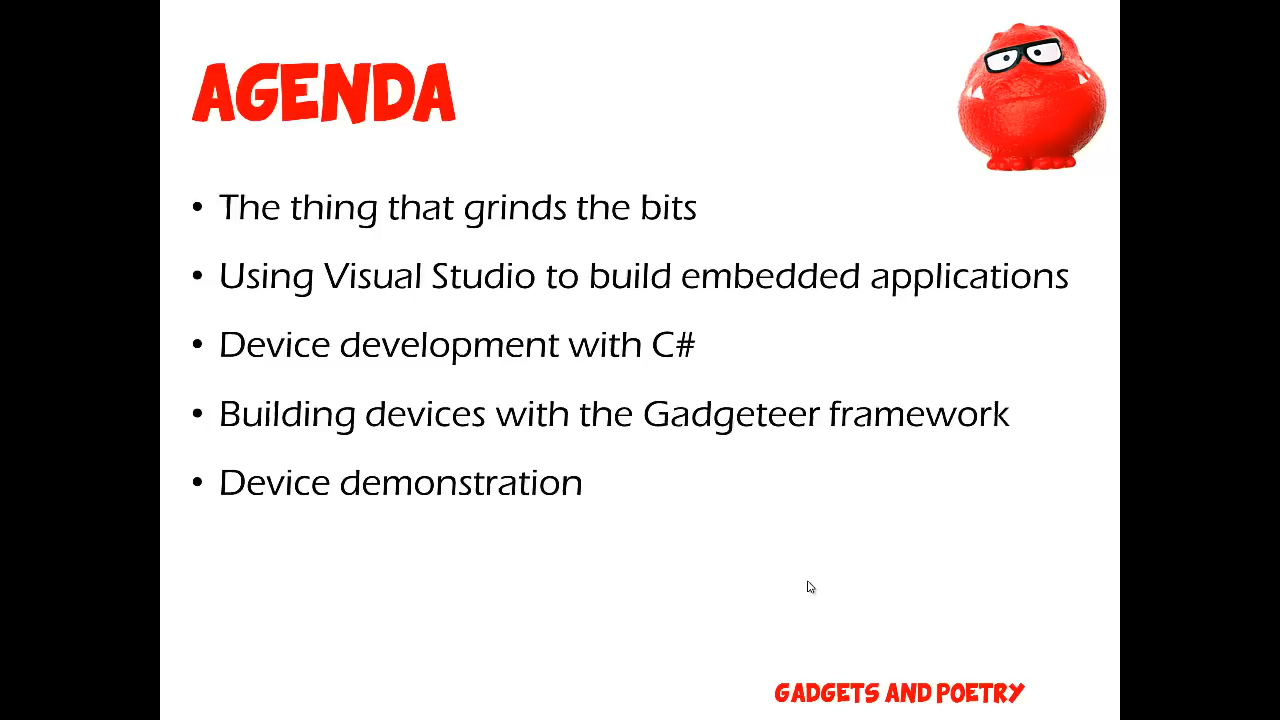 AGENDA
• The thing that grinds the bits
• Using Visual Studio to build embedded applications
• Device development with C#
• Building devices with the Gadgeteer framework
• Device demonstration
GADGETS AND POETRY